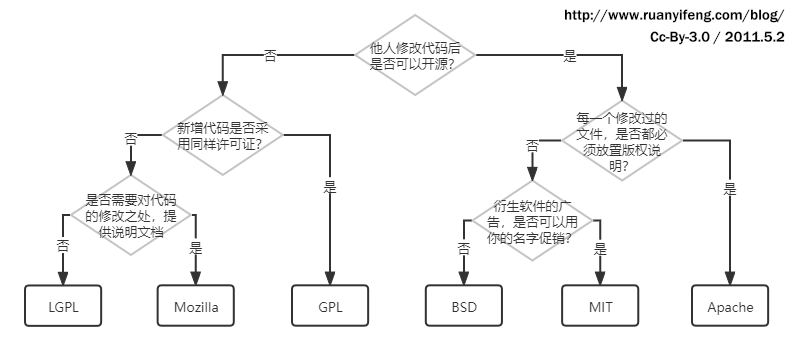 http://www.ruanyifeng.com/blog/
Cc-By-3.0 / 2011.5.2
他人修改代码后
是否可以开源?
否
是
新增代码是否采
用同样许可证?
每一个修改过的
文件，是否都必
须放置版权说
明?
否
是
否
是
是否需要对代码
的修改之处，提
供说明文档
衍生软件的广
告，是否可以用
你的名字促销?
否
是
否
是
LGPL
Mozilla
GPL
BSD
MIT
Apache